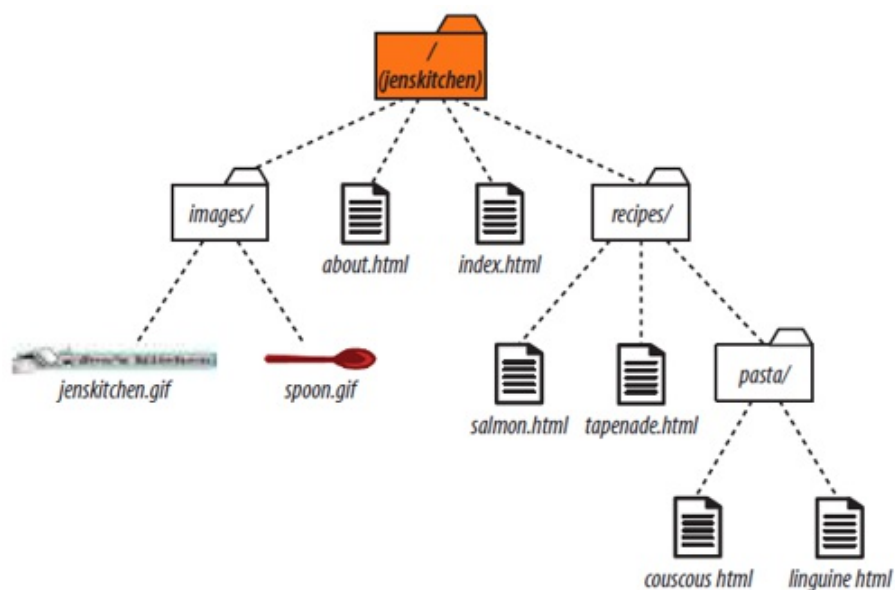 /
(jenskitchen)
images/
about.html
index.html
recipes/
jenskitchen.gif
spoon.gif
salmon.html
tapenade.html
pasta/
couscous html
linguine html